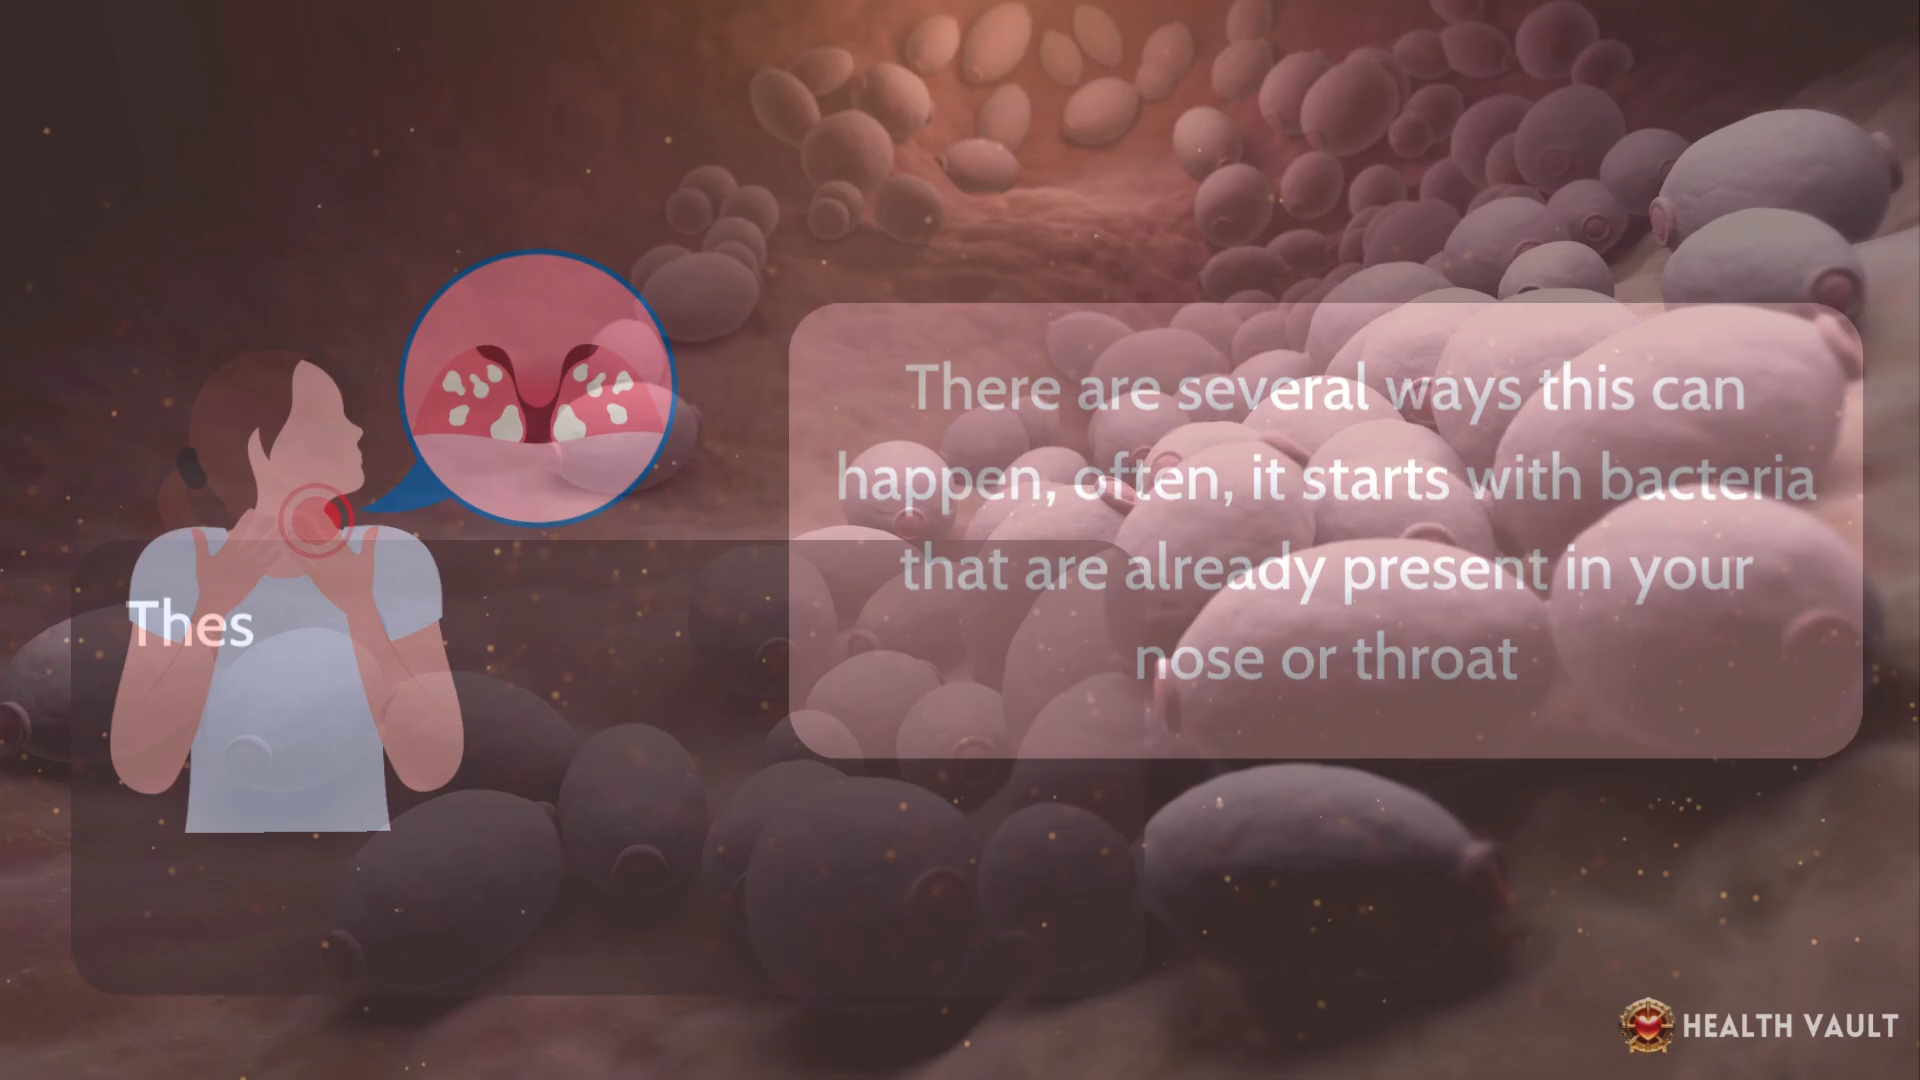 There are several ways this can
happen, often, it starts with bacteria
that are already present in your
nose or throat
Thes
HEALTH VAULT